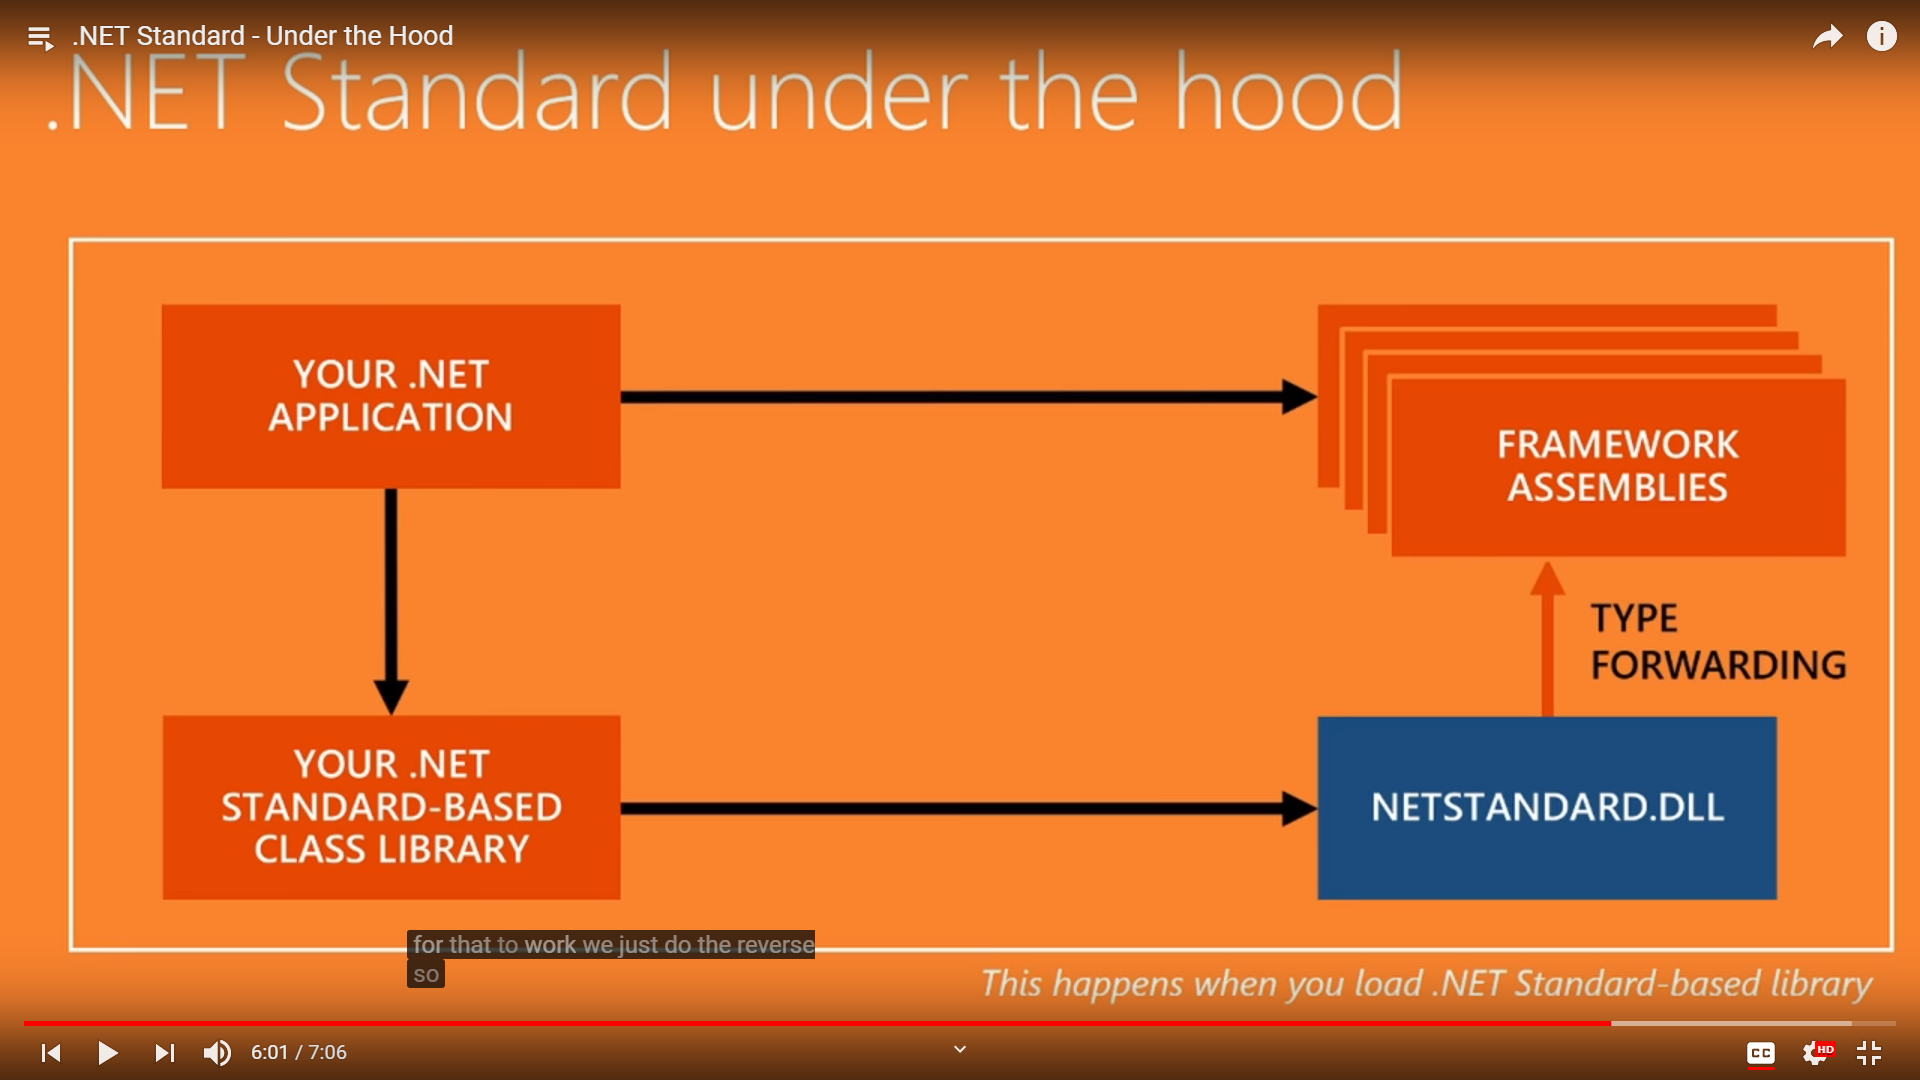 .NET Standard - Under the Hood
.NET Standard under the hood
YOUR .NET
APPLICATION
FRAMEWORK
ASSEMBLIES
TYPE
FORWARDING
YOUR .NET
STANDARD-BASED
CLASS LIBRARY
NETSTANDARD.DLL
for that to work we just do the reverse
so
This happens when you load .NET Standard-based library
6:01 / 7:06
CC
HD